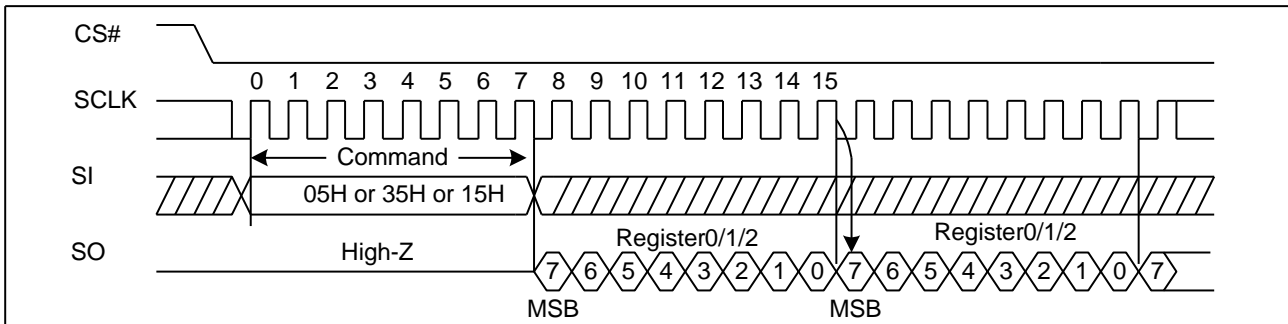 CS#
0 1 2 3 4 5 6 7 8 9 10 11 12 13 14 15
SCLK
Command
SI
05H or 35H or 15H
Register0/1/2 Register0/1/2
SO High-Z
7 6 5 4 3 2 1 0 7 6 5 4 3 2 1 0 7
MSB MSB